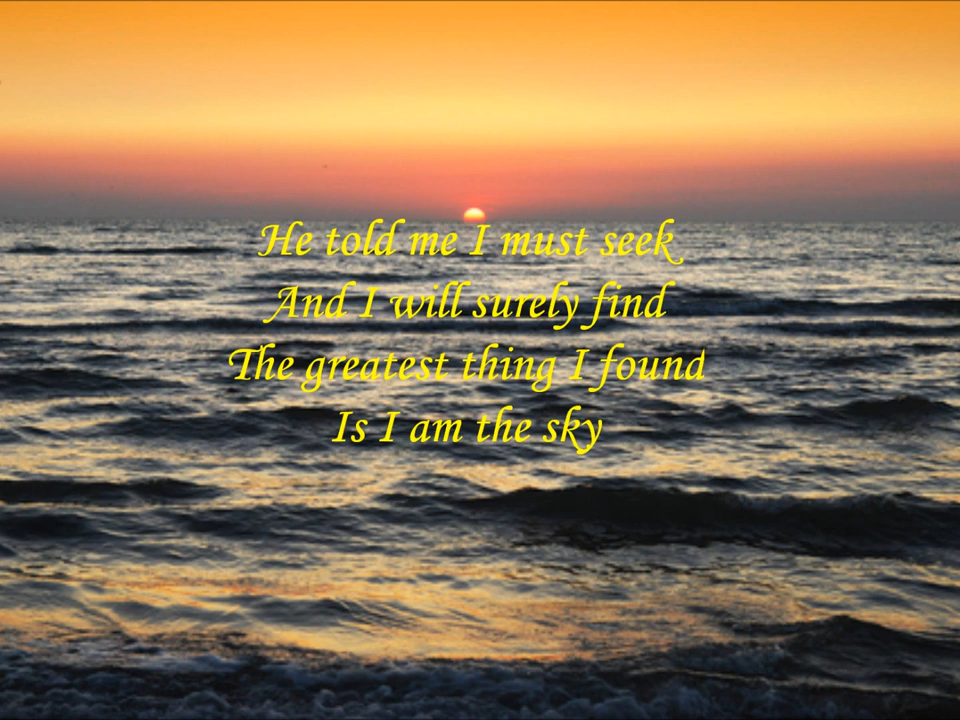 He told me I must seek
And I will surely find
The greatest thing I found
Is I am the sky